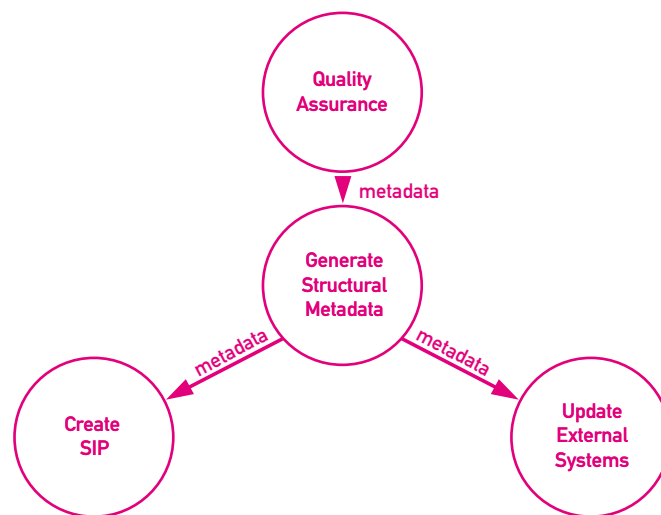 Quality
Assurance
metadata
Generate
Structural
Metadata
metadata
metadata
Create
SIP
Update
External
Systems